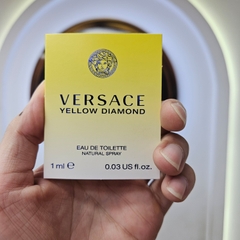 VERSACE
YELLOW DIAMOND
EAU DE TOILETTE
NATURAL SPRAY
1 ml ℮ 0.03 US fl.oz.